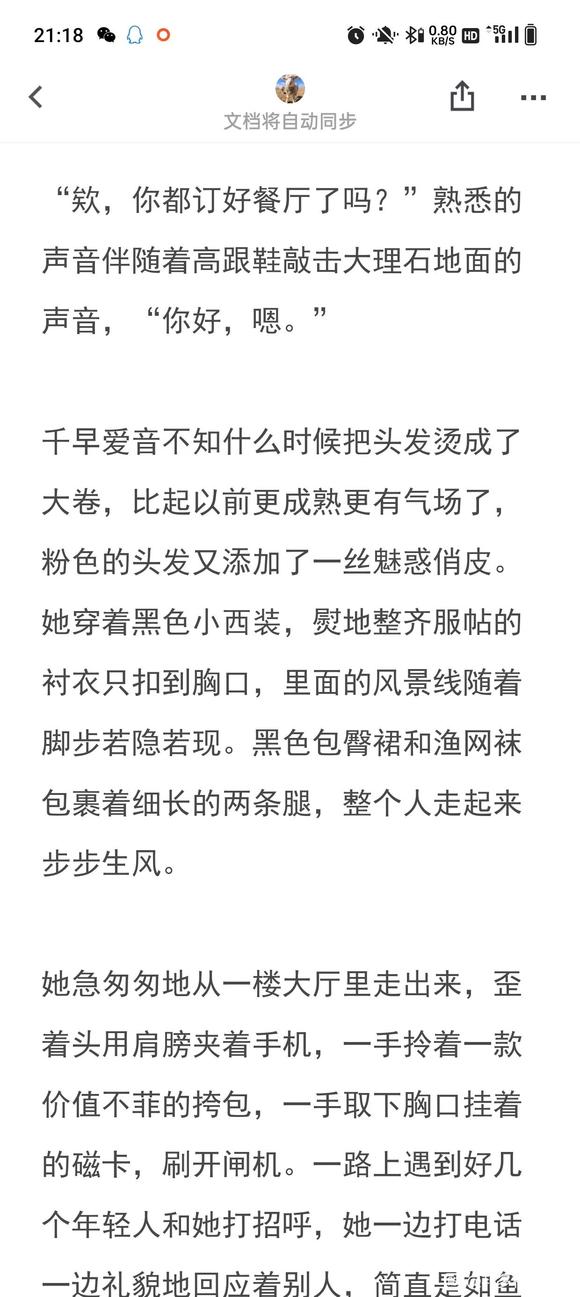 21:18
0.80
KB/S
HD
5G
文档将自动同步
“欸，你都订好餐厅了吗？”熟悉的
声音伴随着高跟鞋敲击大理石地面的
声音，“你好，嗯。”
千早爱音不知什么时候把头发烫成了
大卷，比起以前更成熟更有气场了，
粉色的头发又添加了一丝魅惑俏皮。
她穿着黑色小西装，熨地整齐服帖的
衬衣只扣到胸口，里面的风景线随着
脚步若隐若现。黑色包臀裙和渔网袜
包裹着细长的两条腿，整个人走起来
步步生风。
她急匆匆地从一楼大厅里走出来，歪
着头用肩膀夹着手机，一手拎着一款
价值不菲的挎包，一手取下胸口挂着
的磁卡，刷开闸机。一路上遇到好几
个年轻人和她打招呼，她一边打电话
一边礼貌地回应着别人，简直是如鱼